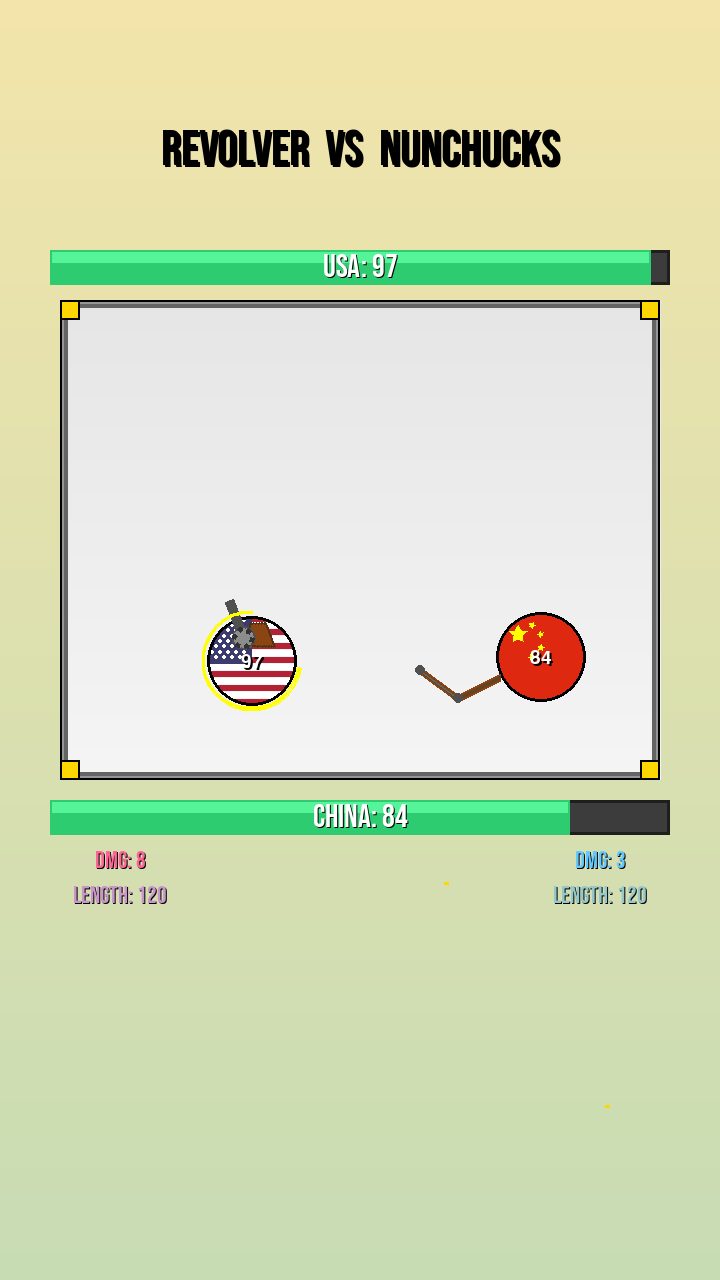 REVOLVER VS NUNCHUCKS
USA: 97
97
84
CHINA: 84
DMG: 8
DMG: 3
LENGTH: 120
LENGTH: 120